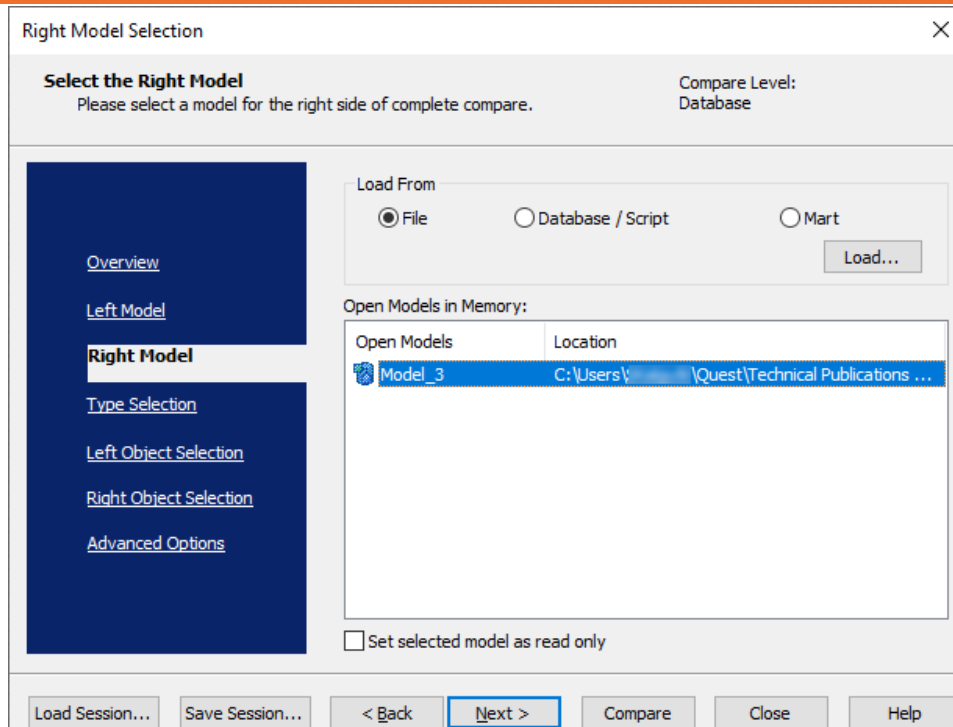 Right Model Selection
Select the Right Model
Please select a model for the right side of complete compare.
Compare Level:
Database
Overview
Left Model
Right Model
Type Selection
Left Object Selection
Right Object Selection
Advanced Options
Load From
File Database / Script Mart
Load...
Open Models in Memory:
Open Models Location
Model_3 C:\Users\ \Quest\Technical Publications ...
Set selected model as read only
Load Session... Save Session... < Back Next > Compare Close Help